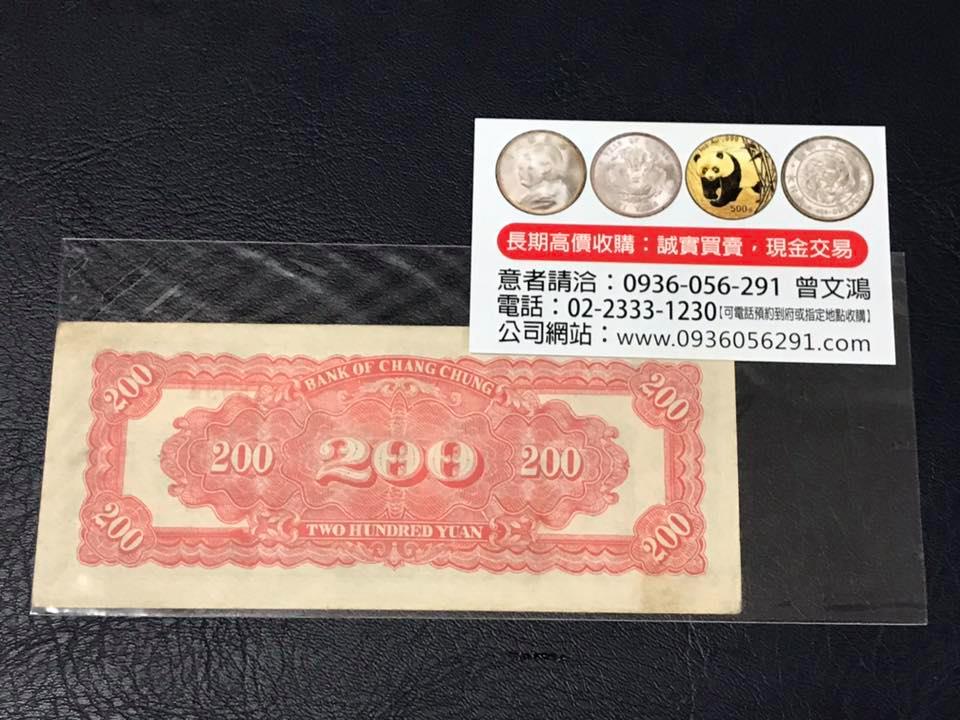 500元
長期高價收購：誠實買賣，現金交易
意者請洽：0936-056-291 曾文鴻
電話：02-2333-1230【可電話預約到府或指定地點收購】
公司網站：www.0936056291.com
200
BANK OF CHANG CHUNG
200
200
200
200
200
TWO HUNDRED YUAN
200